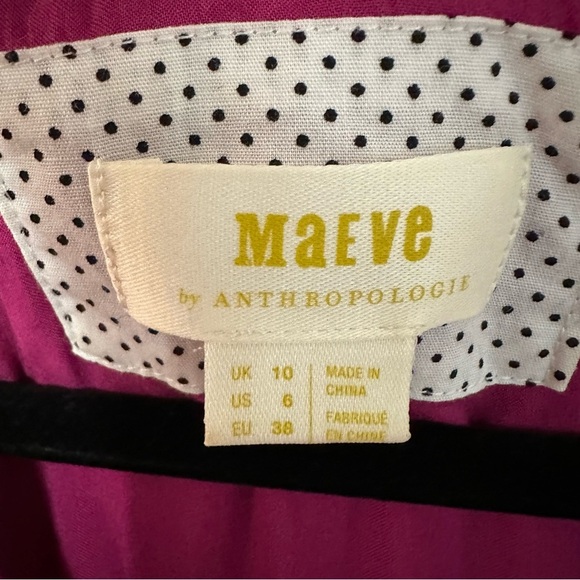 MaEVe
by ANTHROPOLOGIE
UK 10
US 6
EU 38
MADE IN
CHINA
FABRIQUÉ
EN CHINE